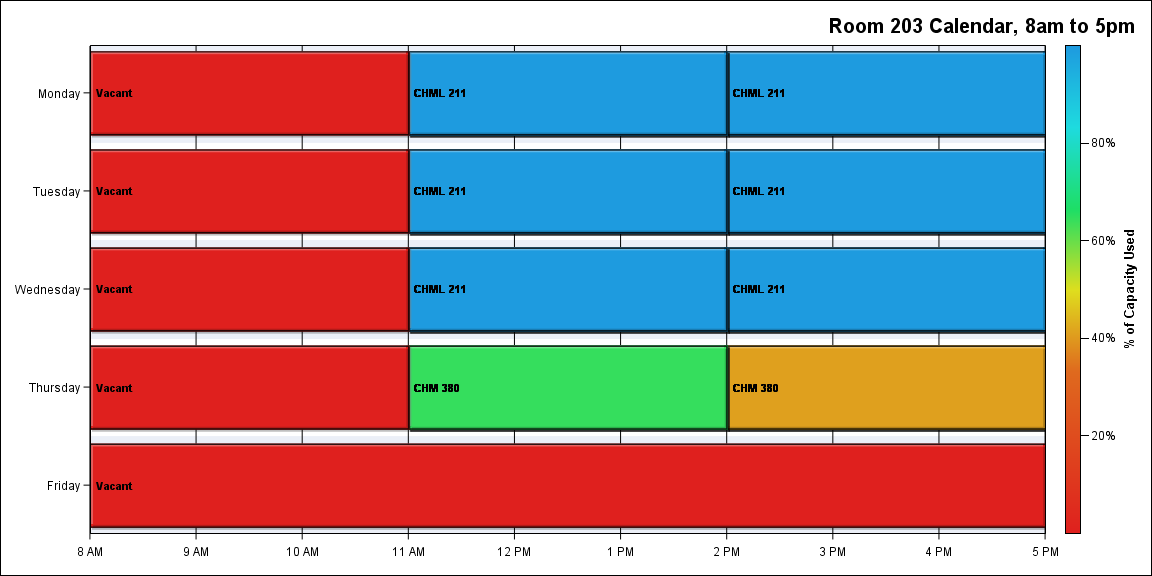 Room 203 Calendar, 8am to 5pm
Monday
Vacant
CHML 211
CHML 211
Tuesday
Vacant
CHML 211
CHML 211
Wednesday
Vacant
CHML 211
CHML 211
Thursday
Vacant
CHM 380
CHM 380
Friday
Vacant
8 AM
9 AM
10 AM
11 AM
12 PM
1 PM
2 PM
3 PM
4 PM
5 PM
80%
60%
40%
20%
% of Capacity Used